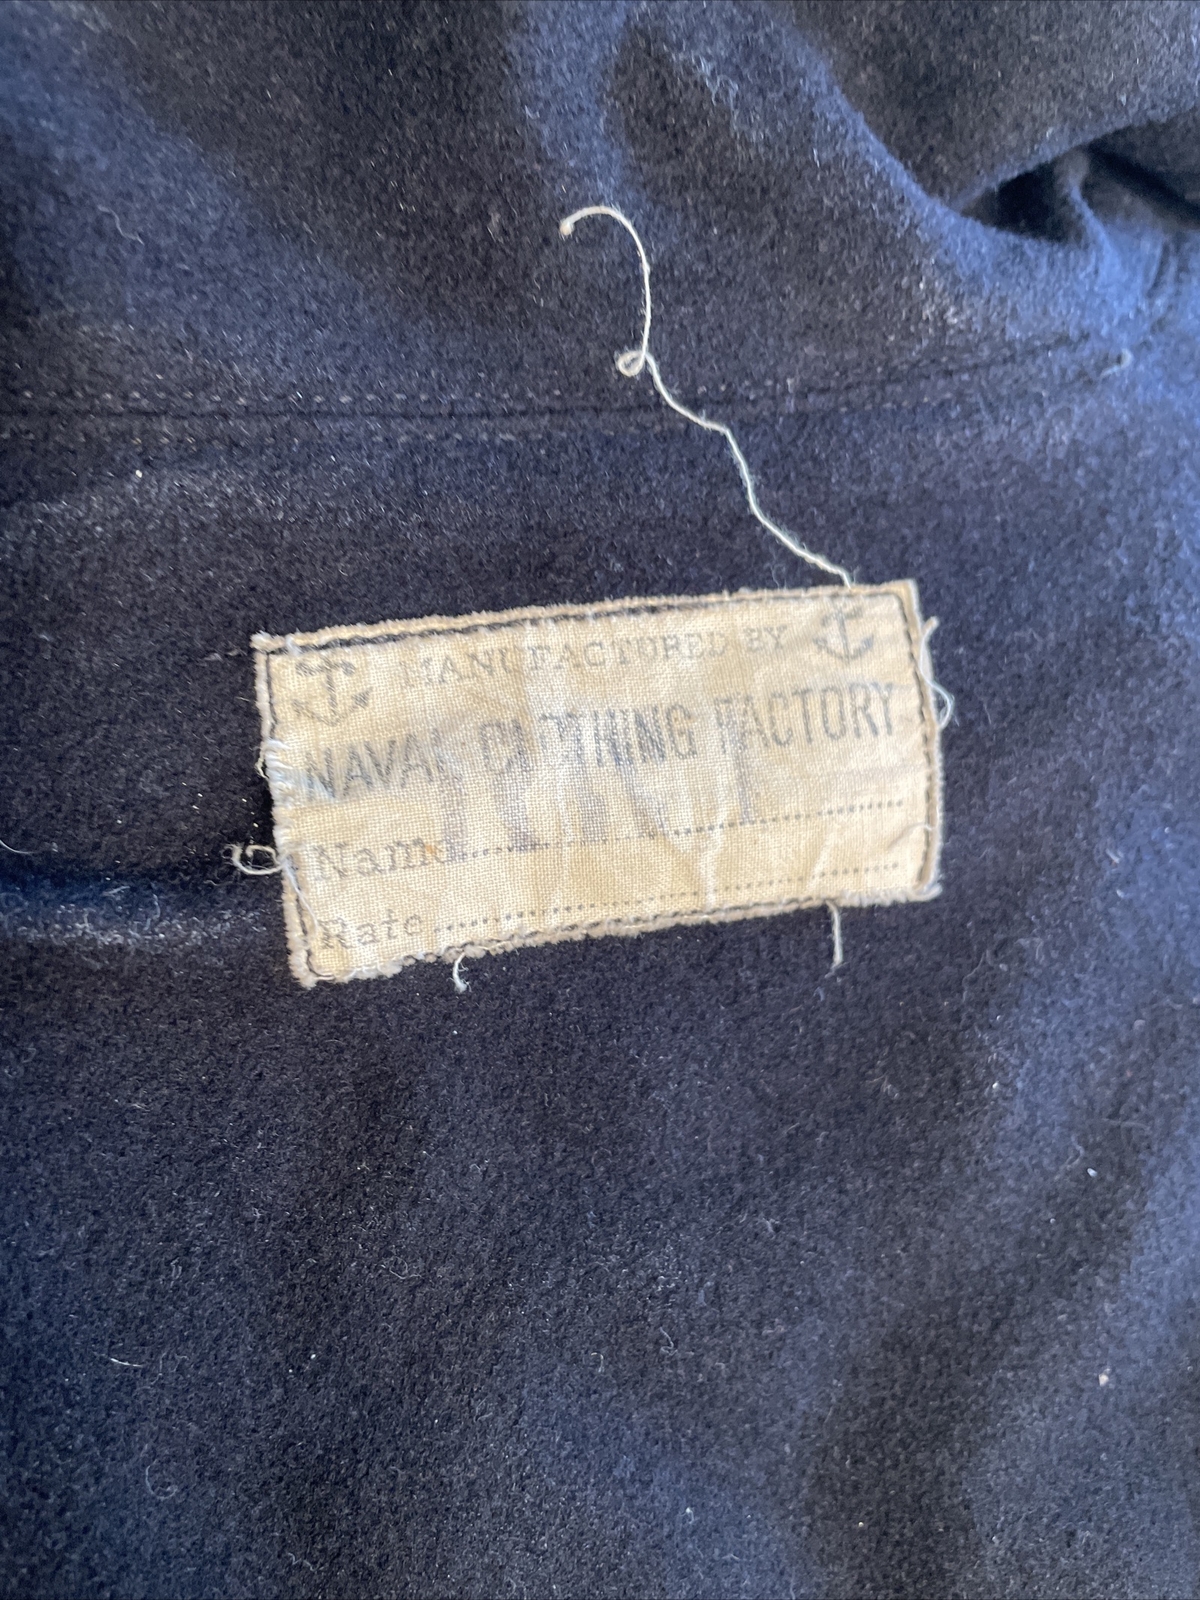 MANUFACTURED BY
NAVAL CLOTHING FACTORY
Name....................
Rate....................